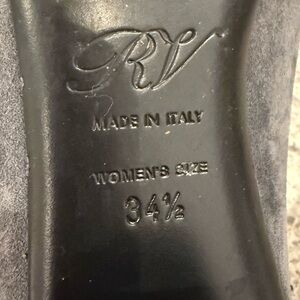 RV
MADE IN ITALY
WOMEN'S SIZE
34½